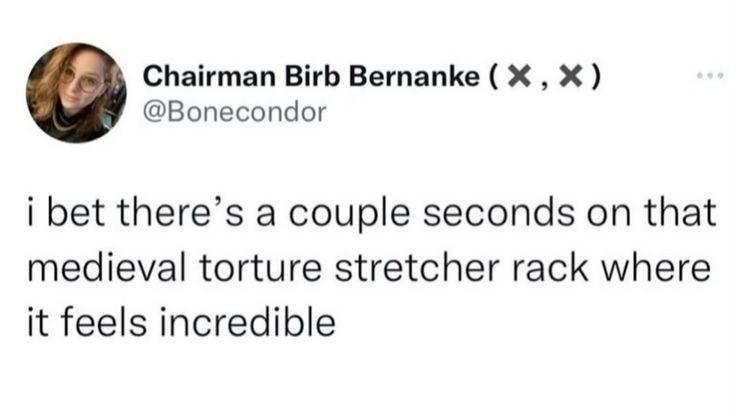 Chairman Birb Bernanke ( ✖ , ✖ )
@Bonecondor
i bet there’s a couple seconds on that
medieval torture stretcher rack where
it feels incredible